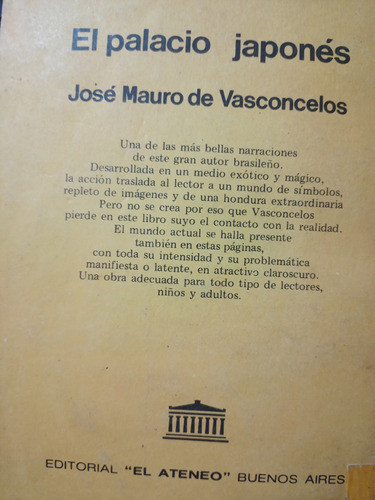 El palacio japonés
José Mauro de Vasconcelos
Una de las más bellas narraciones
de este gran autor brasileño.
Desarrollada en un medio exótico y mágico,
la acción traslada al lector a un mundo de símbolos,
repleto de imágenes y de una hondura extraordinaria
Pero no se crea por eso que Vasconcelos
pierde en este libro suyo el contacto con la realidad.
El mundo actual se halla presente
también en estas páginas,
con toda su intensidad y su problemática
manifiesta o latente, en atractivo claroscuro.
Una obra adecuada para todo tipo de lectores,
niños y adultos.
EDITORIAL "EL ATENEO" BUENOS AIRES